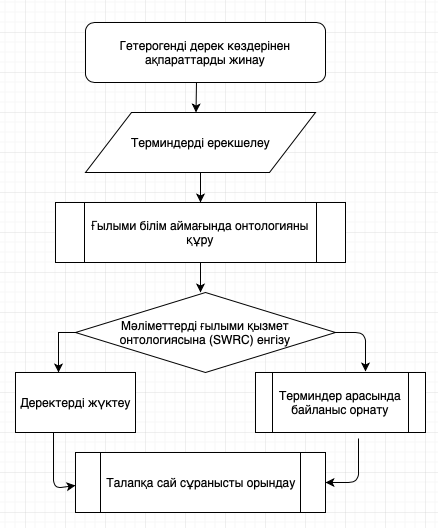 Гетерогенді дерек көздерінен
ақпараттарды жинау
Терминдерді ерекшелеу
Ғылыми білім аймағында онтологияны
құру
Мәліметтерді ғылыми қызмет
онтологиясына (SWRC) енгізу
Деректерді жүктеу
Терминдер арасында
байланыс орнату
Талапқа сай сұранысты орындау